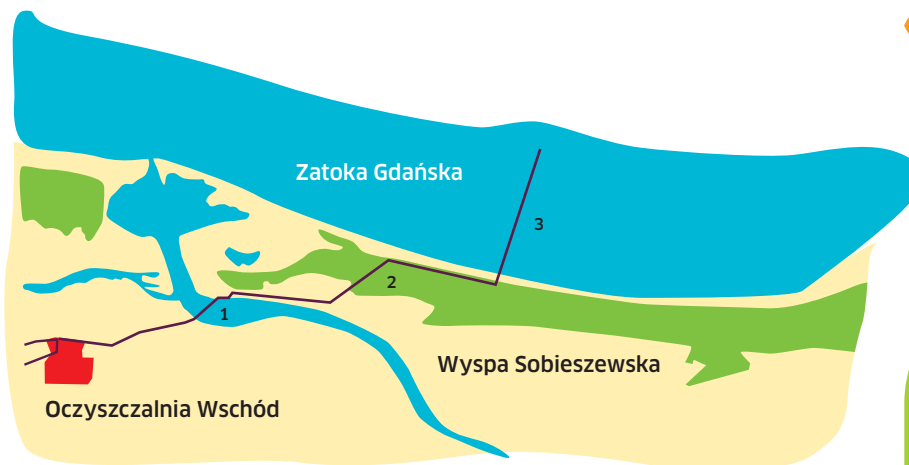 Zatoka Gdańska
3
2
1
Wyspa Sobieszewska
Oczyszczalnia Wschód